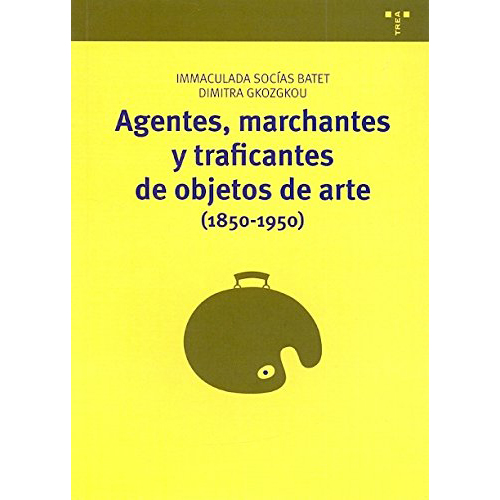 TREA
IMMACULADA SOCÍAS BATET
DIMITRA GKOZGKOU
Agentes, marchantes
y traficantes
de objetos de arte
(1850-1950)